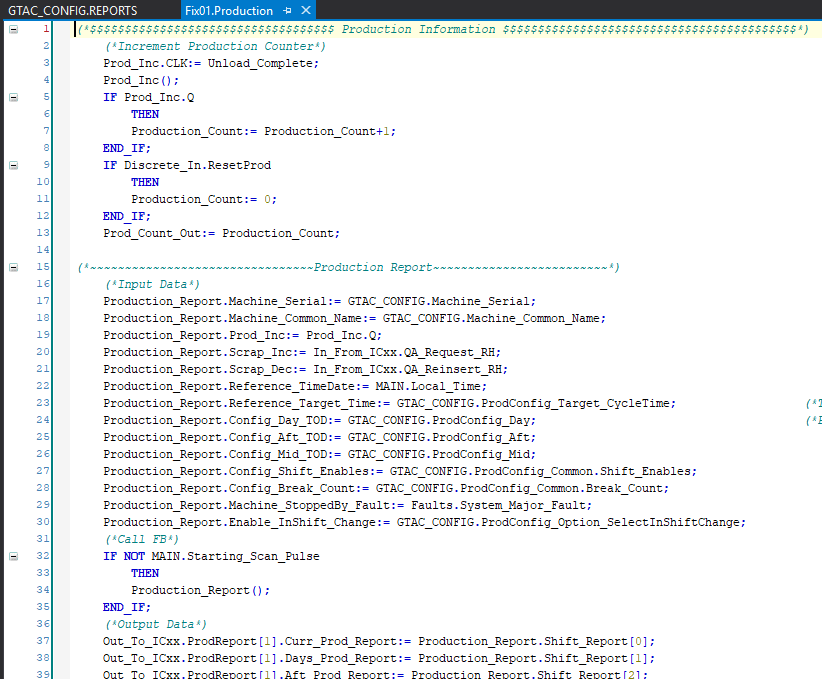 GTAC_CONFIG.REPORTS Fix01.Production
1 (*$$$$$$$$$$$$$$$$$$$$$$$$$$$$$$$$$$$ Production Information $$$$$$$$$$$$$$$$$$$$$$$$$$$$$$$$$$$$$$$$$$*)
2 (*Increment Production Counter*)
3 Prod_Inc.CLK:= Unload_Complete;
4 Prod_Inc();
5 IF Prod_Inc.Q
6 THEN
7 Production_Count:= Production_Count+1;
8 END_IF;
9 IF Discrete_In.ResetProd
10 THEN
11 Production_Count:= 0;
12 END_IF;
13 Prod_Count_Out:= Production_Count;
14
15 (*~~~~~~~~~~~~~~~~~~~~~~~~~~~~~~~~Production Report~~~~~~~~~~~~~~~~~~~~~~~~~*)
16 (*Input Data*)
17 Production_Report.Machine_Serial:= GTAC_CONFIG.Machine_Serial;
18 Production_Report.Machine_Common_Name:= GTAC_CONFIG.Machine_Common_Name;
19 Production_Report.Prod_Inc:= Prod_Inc.Q;
20 Production_Report.Scrap_Inc:= In_From_ICxx.QA_Request_RH;
21 Production_Report.Scrap_Dec:= In_From_ICxx.QA_Reinsert_RH;
22 Production_Report.Reference_TimeDate:= MAIN.Local_Time;
23 Production_Report.Reference_Target_Time:= GTAC_CONFIG.ProdConfig_Target_CycleTime;
24 Production_Report.Config_Day_TOD:= GTAC_CONFIG.ProdConfig_Day;
25 Production_Report.Config_Aft_TOD:= GTAC_CONFIG.ProdConfig_Aft;
26 Production_Report.Config_Mid_TOD:= GTAC_CONFIG.ProdConfig_Mid;
27 Production_Report.Config_Shift_Enables:= GTAC_CONFIG.ProdConfig_Common.Shift_Enables;
28 Production_Report.Config_Break_Count:= GTAC_CONFIG.ProdConfig_Common.Break_Count;
29 Production_Report.Machine_StoppedBy_Fault:= Faults.System_Major_Fault;
30 Production_Report.Enable_InShift_Change:= GTAC_CONFIG.ProdConfig_Option_SelectInShiftChange;
31 (*Call FB*)
32 IF NOT MAIN.Starting_Scan_Pulse
33 THEN
34 Production_Report();
35 END_IF;
36 (*Output Data*)
37 Out_To_ICxx.ProdReport[1].Curr_Prod_Report:= Production_Report.Shift_Report[0];
38 Out_To_ICxx.ProdReport[1].Days_Prod_Report:= Production_Report.Shift_Report[1];
39 Out_To_ICxx.ProdReport[1].Aft_Prod_Report:= Production_Report.Shift_Report[2];